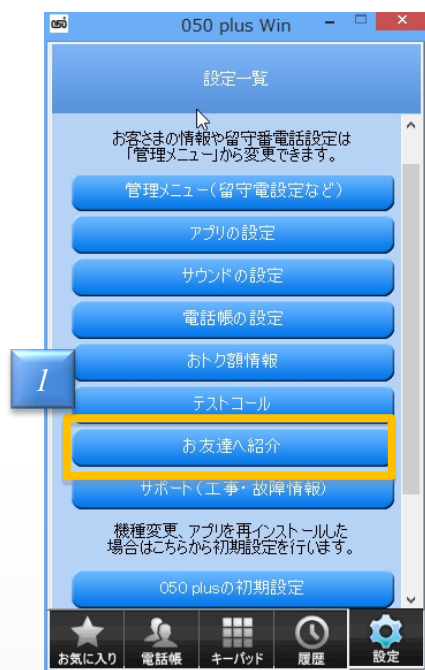 050 050 plus Win
設定一覧
お客さまの情報や留守番電話設定は
「管理メニュー」から変更できます。
管理メニュー(留守電設定など)
アプリの設定
サウンドの設定
電話帳の設定
おトク額情報
1
テストコール
お友達へ紹介
サポート(工事・故障情報)
機種変更、アプリを再インストールした
場合はこちらから初期設定を行います。
050 plusの初期設定
お気に入り 電話帳 キーパッド 履歴 設定